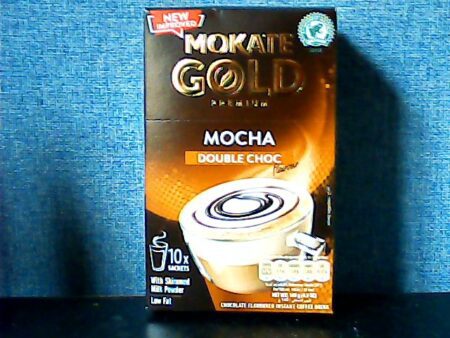 NEW
IMPROVED
MOKATE
GOLD
PREMIUM
MOCHA
DOUBLE CHOC
flavour
10x
SACHETS
With Skimmed
Milk Powder
Low Fat
CHOCOLATE FLAVOURED INSTANT COFFEE DRINK